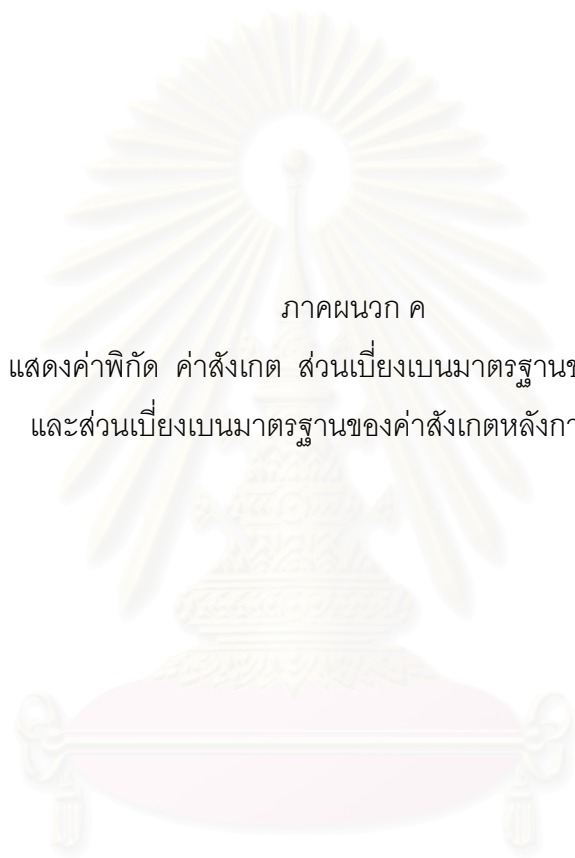 ภาคผนวก ค
แสดงค่าพิกัด ค่าสังเกต ส่วนเบี่ยงเบนมาตรฐาน
และส่วนเบี่ยงเบนมาตรฐานของค่าสังเกตหลัง